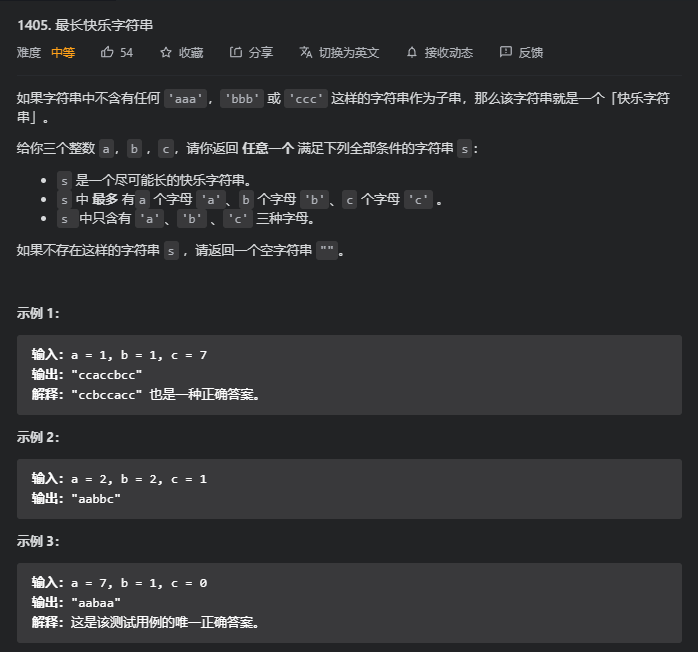 1405. 最长快乐字符串
难度 中等 54 收藏 分享 切换为英文 接收动态 反馈
如果字符串中不含有任何 'aaa', 'bbb' 或 'ccc' 这样的字符串作为子串，那么该字符串就是一个「快乐字符
串」。
给你三个整数 a, b , c, 请你返回 任意一个 满足下列全部条件的字符串 s：
• s 是一个尽可能长的快乐字符串。
• s 中 最多 有a 个字母 'a'、b 个字母 'b'、c 个字母 'c' 。
• s 中只含有 'a'、'b' 、'c' 三种字母。
如果不存在这样的字符串 s ，请返回一个空字符串 ""。
示例 1：
输入：a = 1, b = 1, c = 7
输出："ccaccbcc"
解释："ccbccacc" 也是一种正确答案。
示例 2：
输入：a = 2, b = 2, c = 1
输出："aabbc"
示例 3：
输入：a = 7, b = 1, c = 0
输出："aabaa"
解释：这是该测试用例的唯一正确答案。